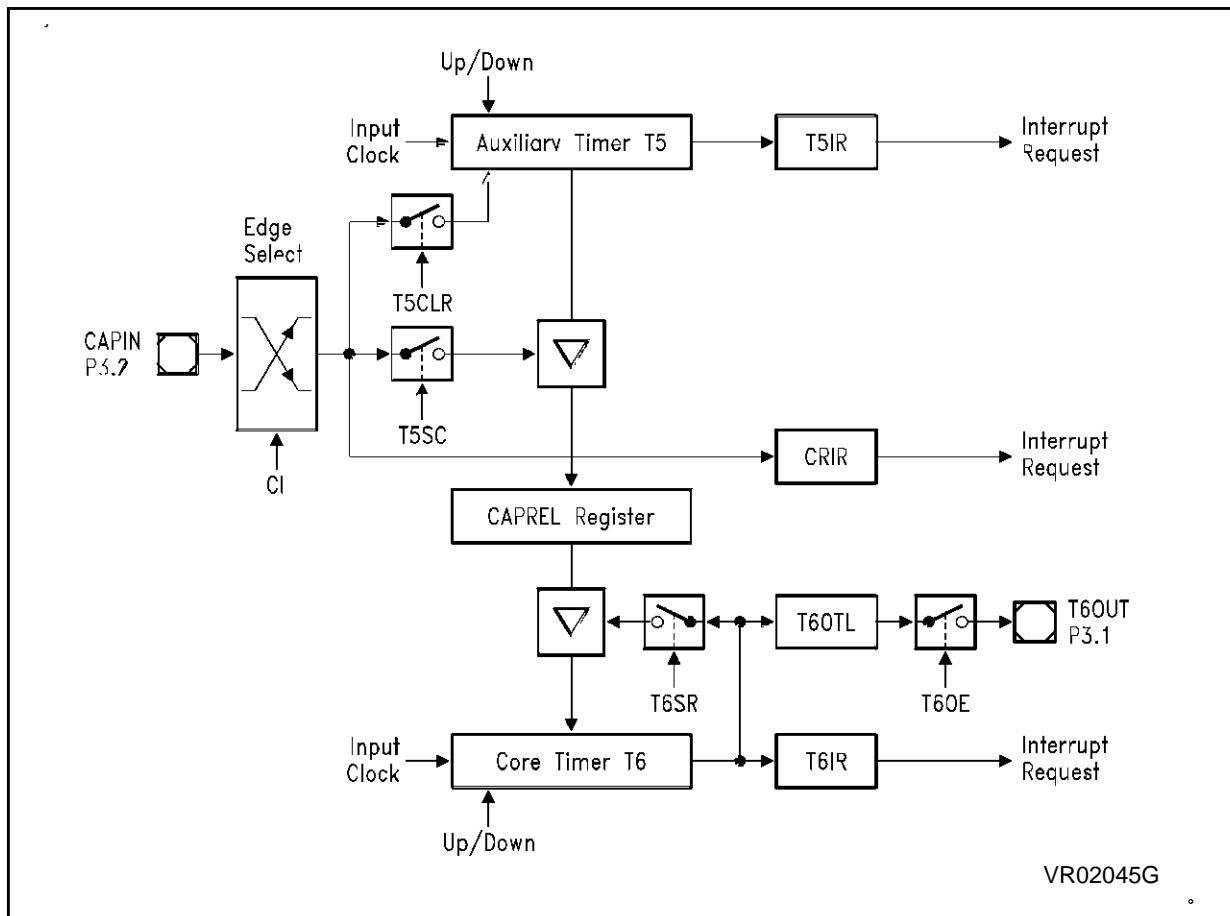 Up/Down
Input
Clock
Auxiliary Timer T5
T5IR
Interrupt
Request
Edge
Select
T5CLR
CAPIN
P3.2
T5SC
CI
CRIR
Interrupt
Request
CAPREL Register
T6OTL
T6OUT
P3.1
T6SR
T6OE
Input
Clock
Core Timer T6
T6IR
Interrupt
Request
Up/Down
VR02045G